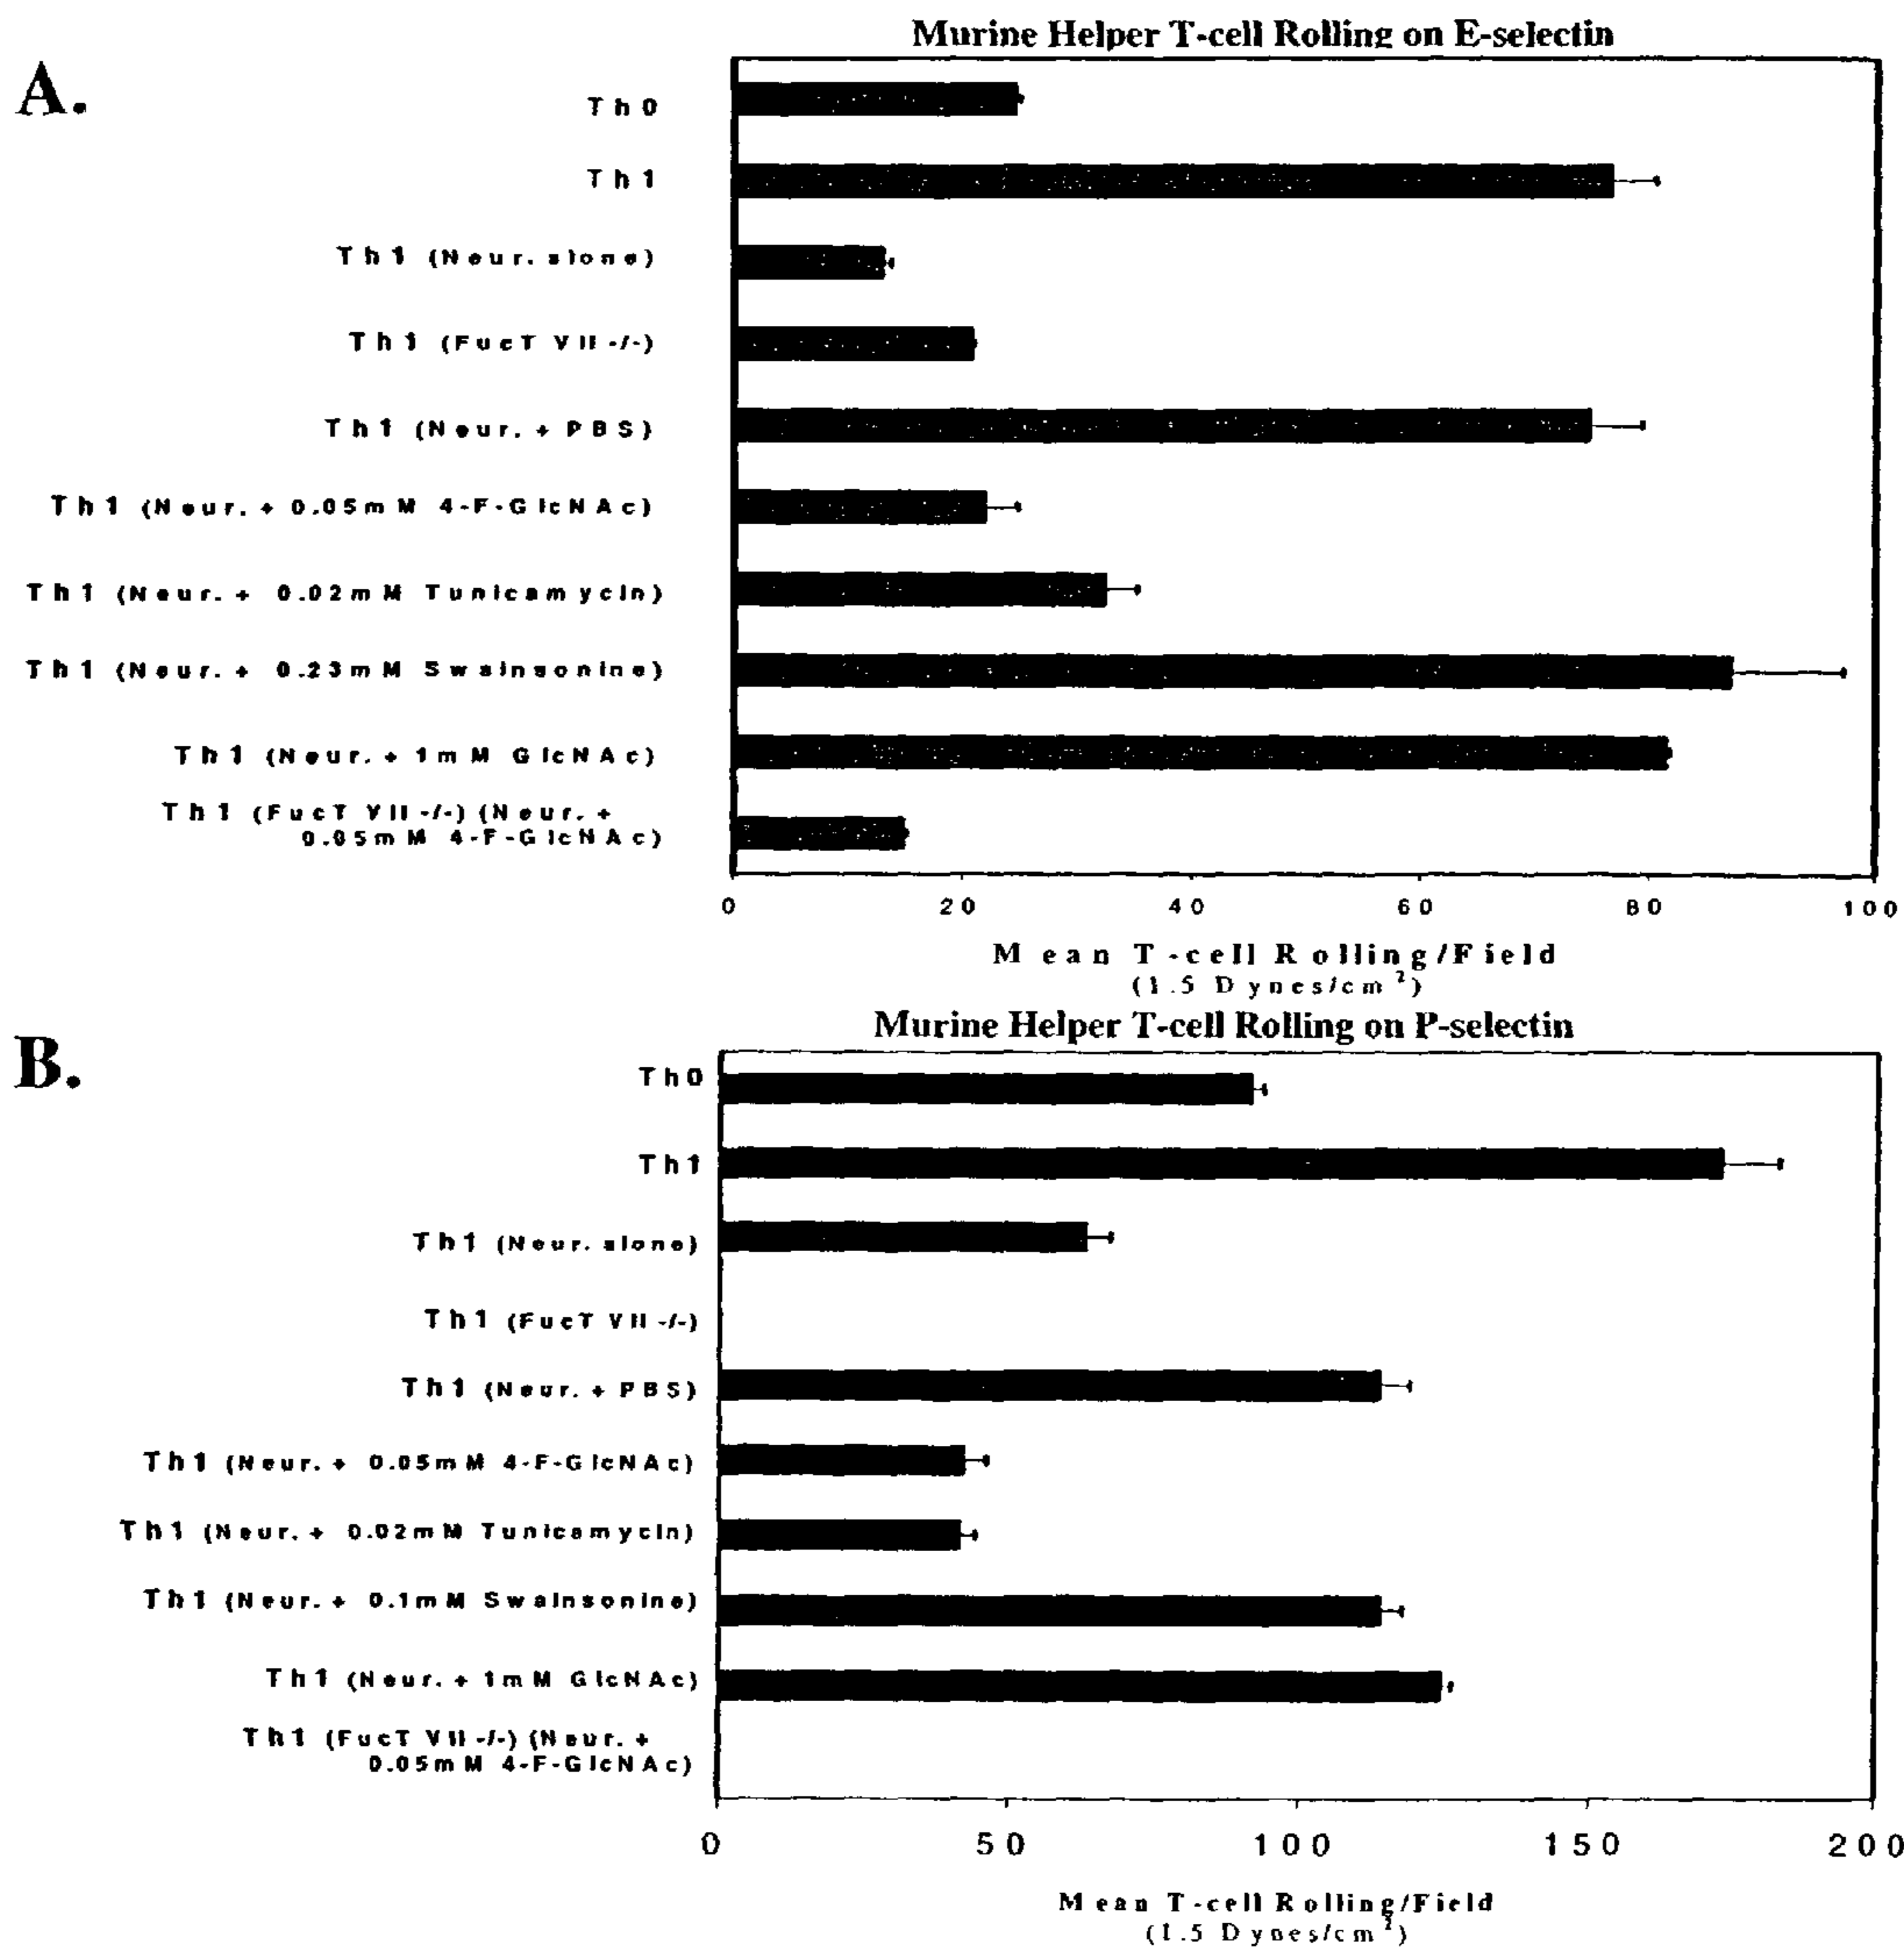 A.
Murine Helper T-cell Rolling on E-selectin
Th0
Th1
Th1 (Neur. alone)
Th1 (FucT VII -/-)
Th1 (Neur. + PBS)
Th1 (Neur. + 0.05mM 4-F-GlcNAc)
Th1 (Neur. + 0.02mM Tunicamycin)
Th1 (Neur. + 0.23mM Swainsonine)
Th1 (Neur. + 1mM GlcNAc)
Th1 (FucT VII -/-) (Neur. +
0.05mM 4-F-GlcNAc)
0 20 40 60 80 100
Mean T-cell Rolling/Field
(1.5 Dynes/cm²)
B.
Murine Helper T-cell Rolling on P-selectin
Th0
Th1
Th1 (Neur. alone)
Th1 (FucT VII -/-)
Th1 (Neur. + PBS)
Th1 (Neur. + 0.05mM 4-F-GlcNAc)
Th1 (Neur. + 0.02mM Tunicamycin)
Th1 (Neur. + 0.1mM Swainsonine)
Th1 (Neur. + 1mM GlcNAc)
Th1 (FucT VII -/-) (Neur. +
0.05mM 4-F-GlcNAc)
0 50 100 150 200
Mean T-cell Rolling/Field
(1.5 Dynes/cm²)